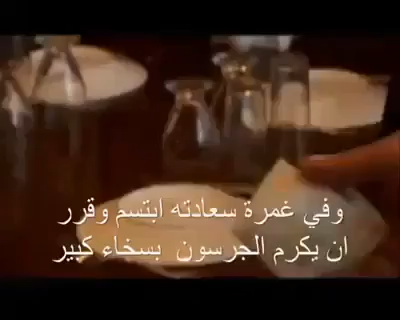 وفي غمرة سعادته ابتسم وقرر
ان يكرم الجرسون بسخاء كبير